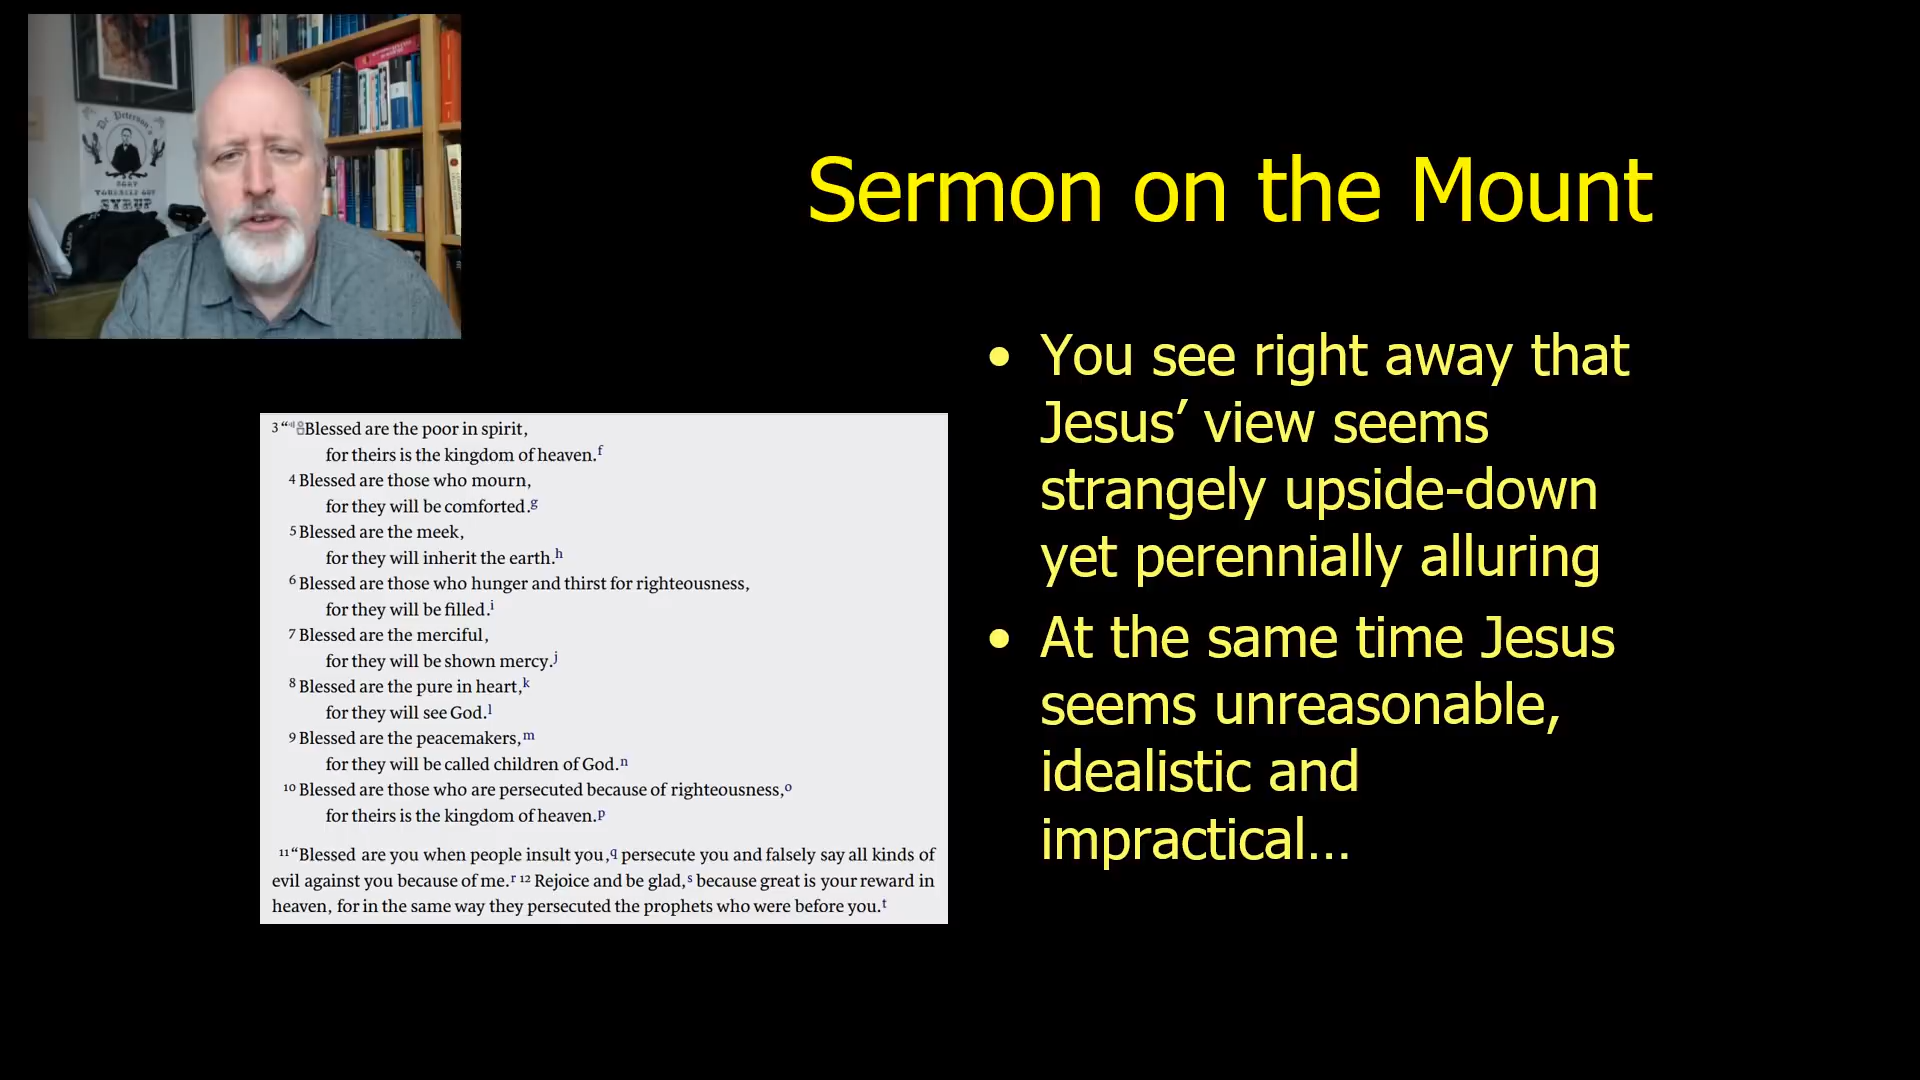 Dr. Peterson's
SORT
YOURSELF OUT
SYRUP
Sermon on the Mount
3 “Blessed are the poor in spirit,
for theirs is the kingdom of heaven.f
4 Blessed are those who mourn,
for they will be comforted.g
5 Blessed are the meek,
for they will inherit the earth.h
6 Blessed are those who hunger and thirst for righteousness,
for they will be filled.i
7 Blessed are the merciful,
for they will be shown mercy.j
8 Blessed are the pure in heart,k
for they will see God.l
9 Blessed are the peacemakers,m
for they will be called children of God.n
10 Blessed are those who are persecuted because of righteousness,o
for theirs is the kingdom of heaven.p
11 “Blessed are you when people insult you,q persecute you and falsely say all kinds of
evil against you because of me.r 12 Rejoice and be glad,s because great is your reward in
heaven, for in the same way they persecuted the prophets who were before you.t
• You see right away that
Jesus’ view seems
strangely upside-down
yet perennially alluring
• At the same time Jesus
seems unreasonable,
idealistic and
impractical…